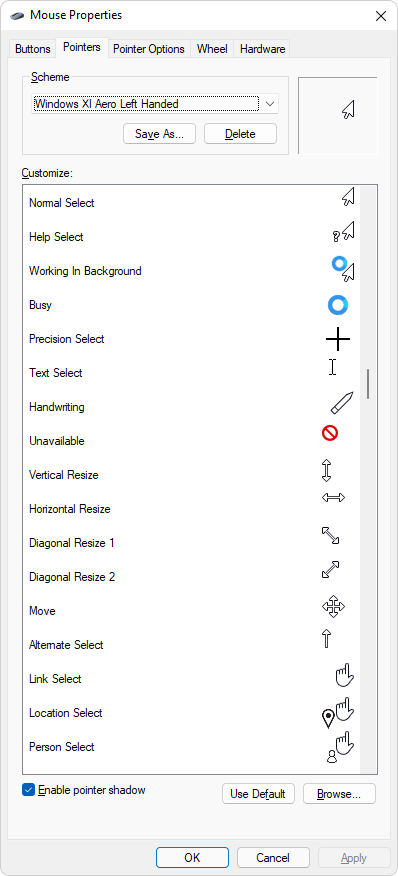 Mouse Properties
Buttons Pointers Pointer Options Wheel Hardware
Scheme
Windows XI Aero Left Handed
Save As... Delete
Customize:
Normal Select
Help Select
Working In Background
Busy
Precision Select
Text Select
Handwriting
Unavailable
Vertical Resize
Horizontal Resize
Diagonal Resize 1
Diagonal Resize 2
Move
Alternate Select
Link Select
Location Select
Person Select
Enable pointer shadow
Use Default Browse...
OK Cancel Apply